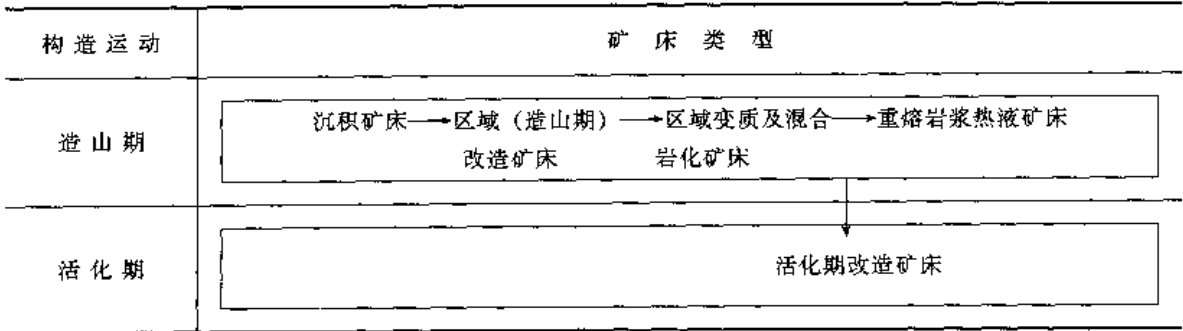 构造运动 矿床类型
造山期
沉积矿床→区域（造山期）→区域变质及混合→重熔岩浆热液矿床
改造矿床 岩化矿床
活化期
活化期改造矿床